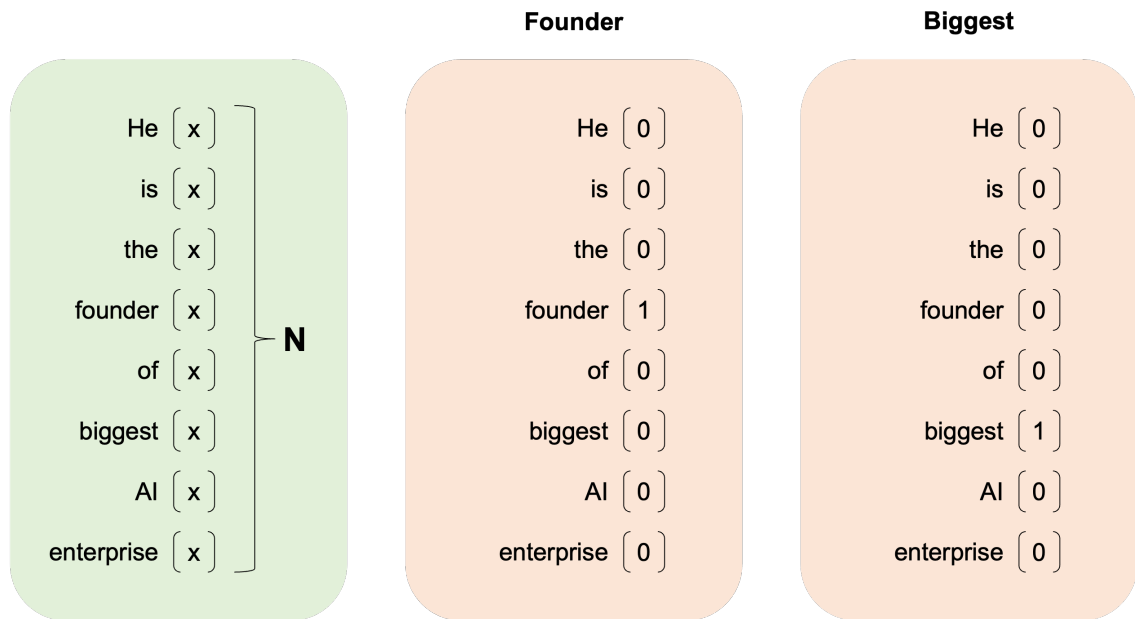 Founder
Biggest
He [x]
is [x]
the [x]
founder [x]
of [x]
biggest [x]
AI [x]
enterprise [x]
N
He [0]
is [0]
the [0]
founder [1]
of [0]
biggest [0]
AI [0]
enterprise [0]
He [0]
is [0]
the [0]
founder [0]
of [0]
biggest [1]
AI [0]
enterprise [0]